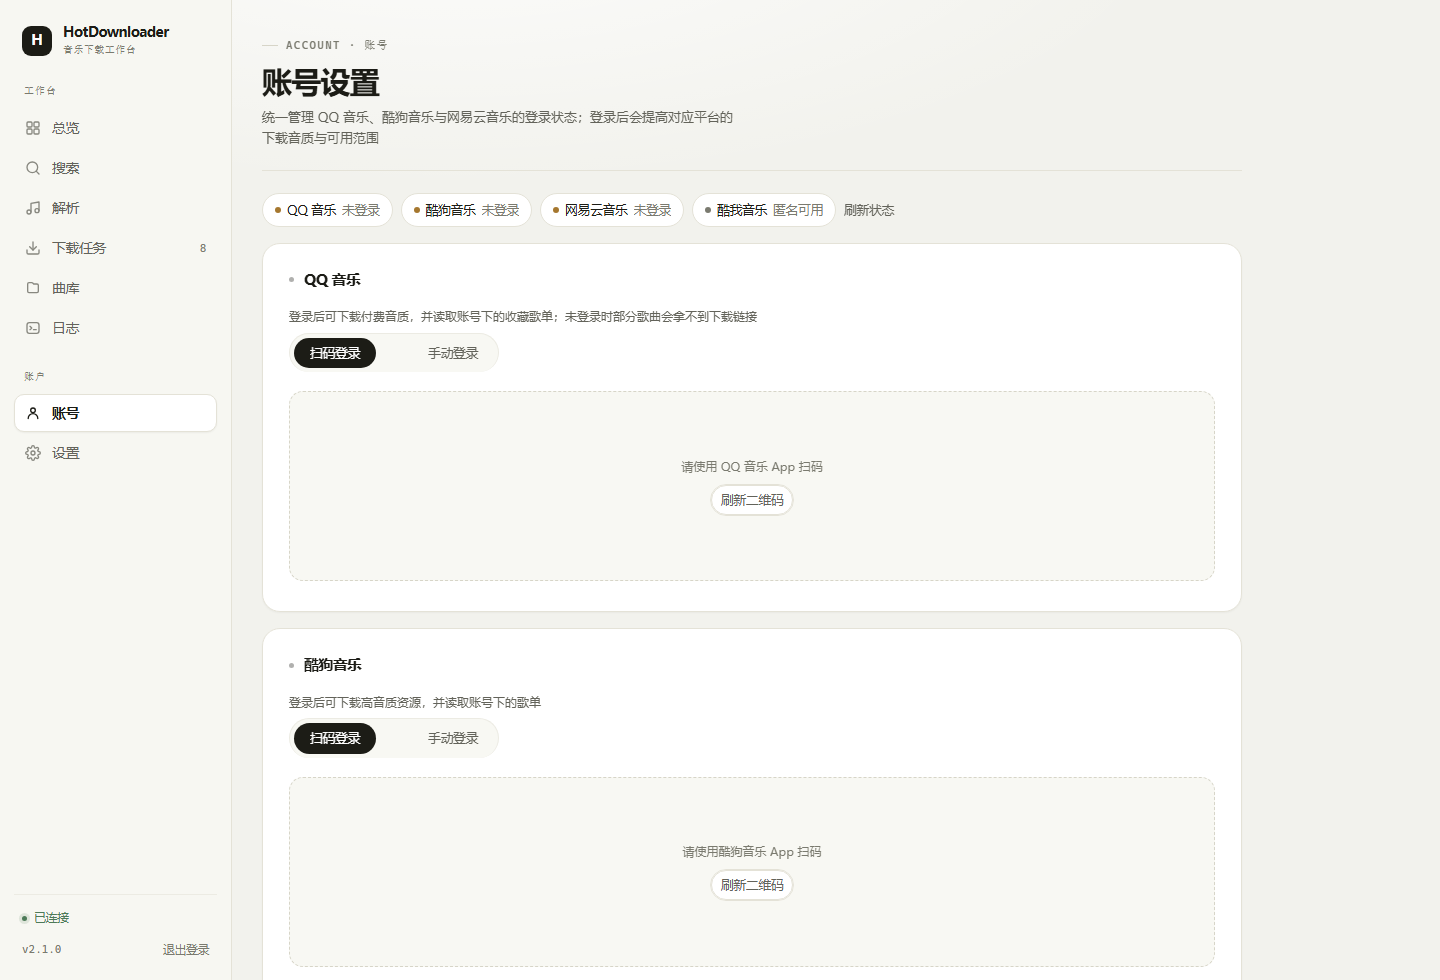 H
HotDownloader
音乐下载工作台
工作台
总览
搜索
解析
下载任务 8
曲库
日志
账户
账号
设置
已连接
v2.1.0 退出登录
ACCOUNT · 账号
账号设置
统一管理 QQ 音乐、酷狗音乐与网易云音乐的登录状态；登录后会提高对应平台的
下载音质与可用范围
QQ 音乐 未登录 酷狗音乐 未登录 网易云音乐 未登录 酷我音乐 匿名可用 刷新状态
QQ 音乐
登录后可下载付费音质，并读取账号下的收藏歌单；未登录时部分歌曲会拿不到下载链接
扫码登录 手动登录
请使用 QQ 音乐 App 扫码
刷新二维码
酷狗音乐
登录后可下载高音质资源，并读取账号下的歌单
扫码登录 手动登录
请使用酷狗音乐 App 扫码
刷新二维码